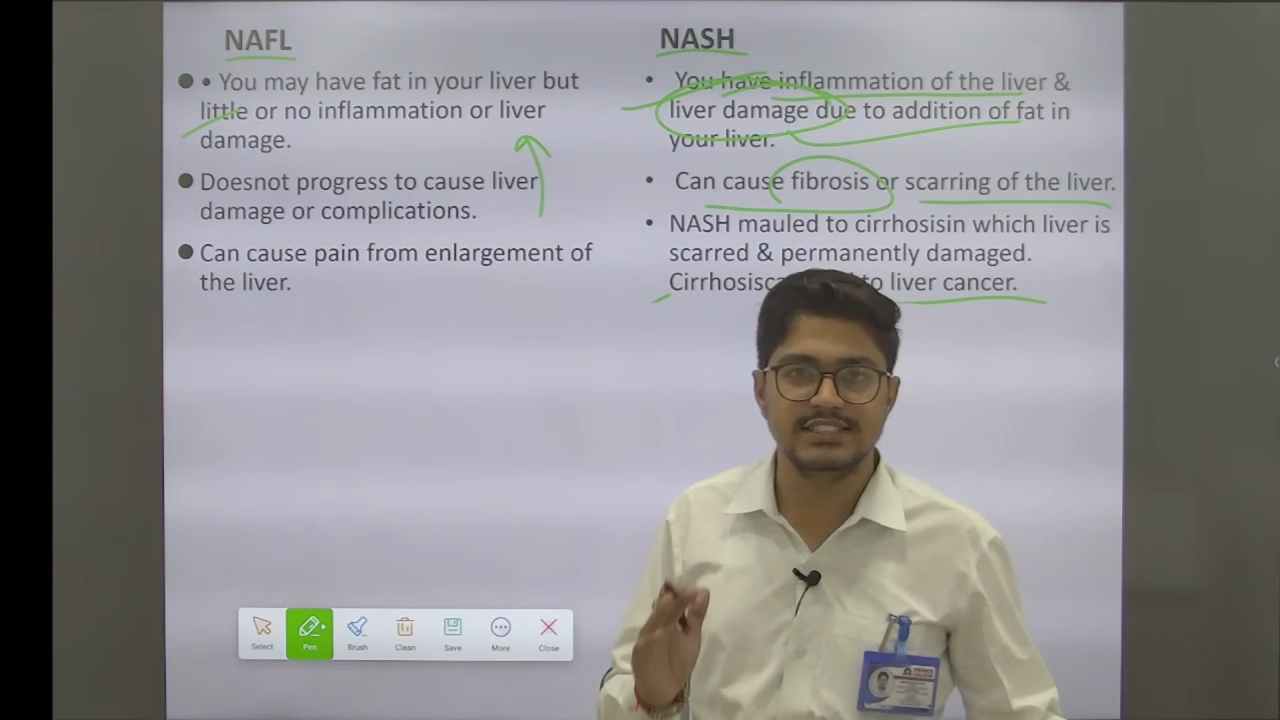 NAFL
● • You may have fat in your liver but
little or no inflammation or liver
damage.
● Doesnot progress to cause liver
damage or complications.
● Can cause pain from enlargement of
the liver.
NASH
• You have inflammation of the liver &
liver damage due to addition of fat in
your liver.
• Can cause fibrosis or scarring of the liver.
• NASH mauled to cirrhosisin which liver is
scarred & permanently damaged.
to liver cancer.
Select Pen Brush Clean Save More Close